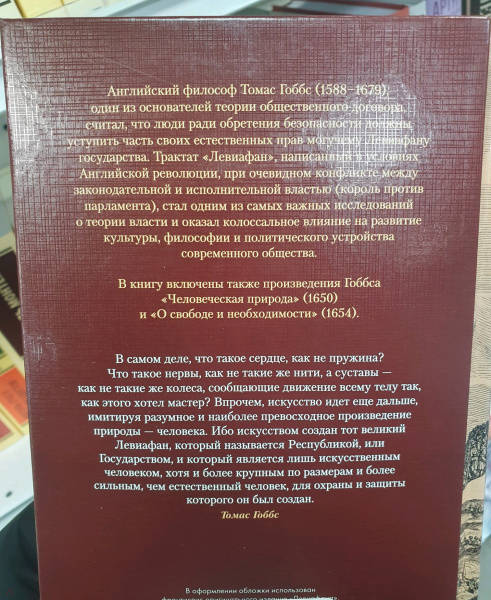 Английский философ Томас Гоббс (1588–1679),
один из основателей теории общественного договора,
считал, что люди ради обретения безопасности должны
уступить часть своих естественных прав могучему Левиафану
государства. Трактат «Левиафан», написанный в условиях
Английской революции, при очевидном конфликте между
законодательной и исполнительной властью (король против
парламента), стал одним из самых важных исследований
о теории власти и оказал колоссальное влияние на развитие
культуры, философии и политического устройства
современного общества.
В книгу включены также произведения Гоббса
«Человеческая природа» (1650)
и «О свободе и необходимости» (1654).
В самом деле, что такое сердце, как не пружина?
Что такое нервы, как не такие же нити, а суставы —
как не такие же колеса, сообщающие движение всему телу так,
как этого хотел мастер? Впрочем, искусство идет еще дальше,
имитируя разумное и наиболее превосходное произведение
природы — человека. Ибо искусством создан тот великий
Левиафан, который называется Республикой, или
Государством, и который является лишь искусственным
человеком, хотя и более крупным по размерам и более
сильным, чем естественный человек, для охраны и защиты
которого он был создан.
Томас Гоббс
В оформлении обложки использован